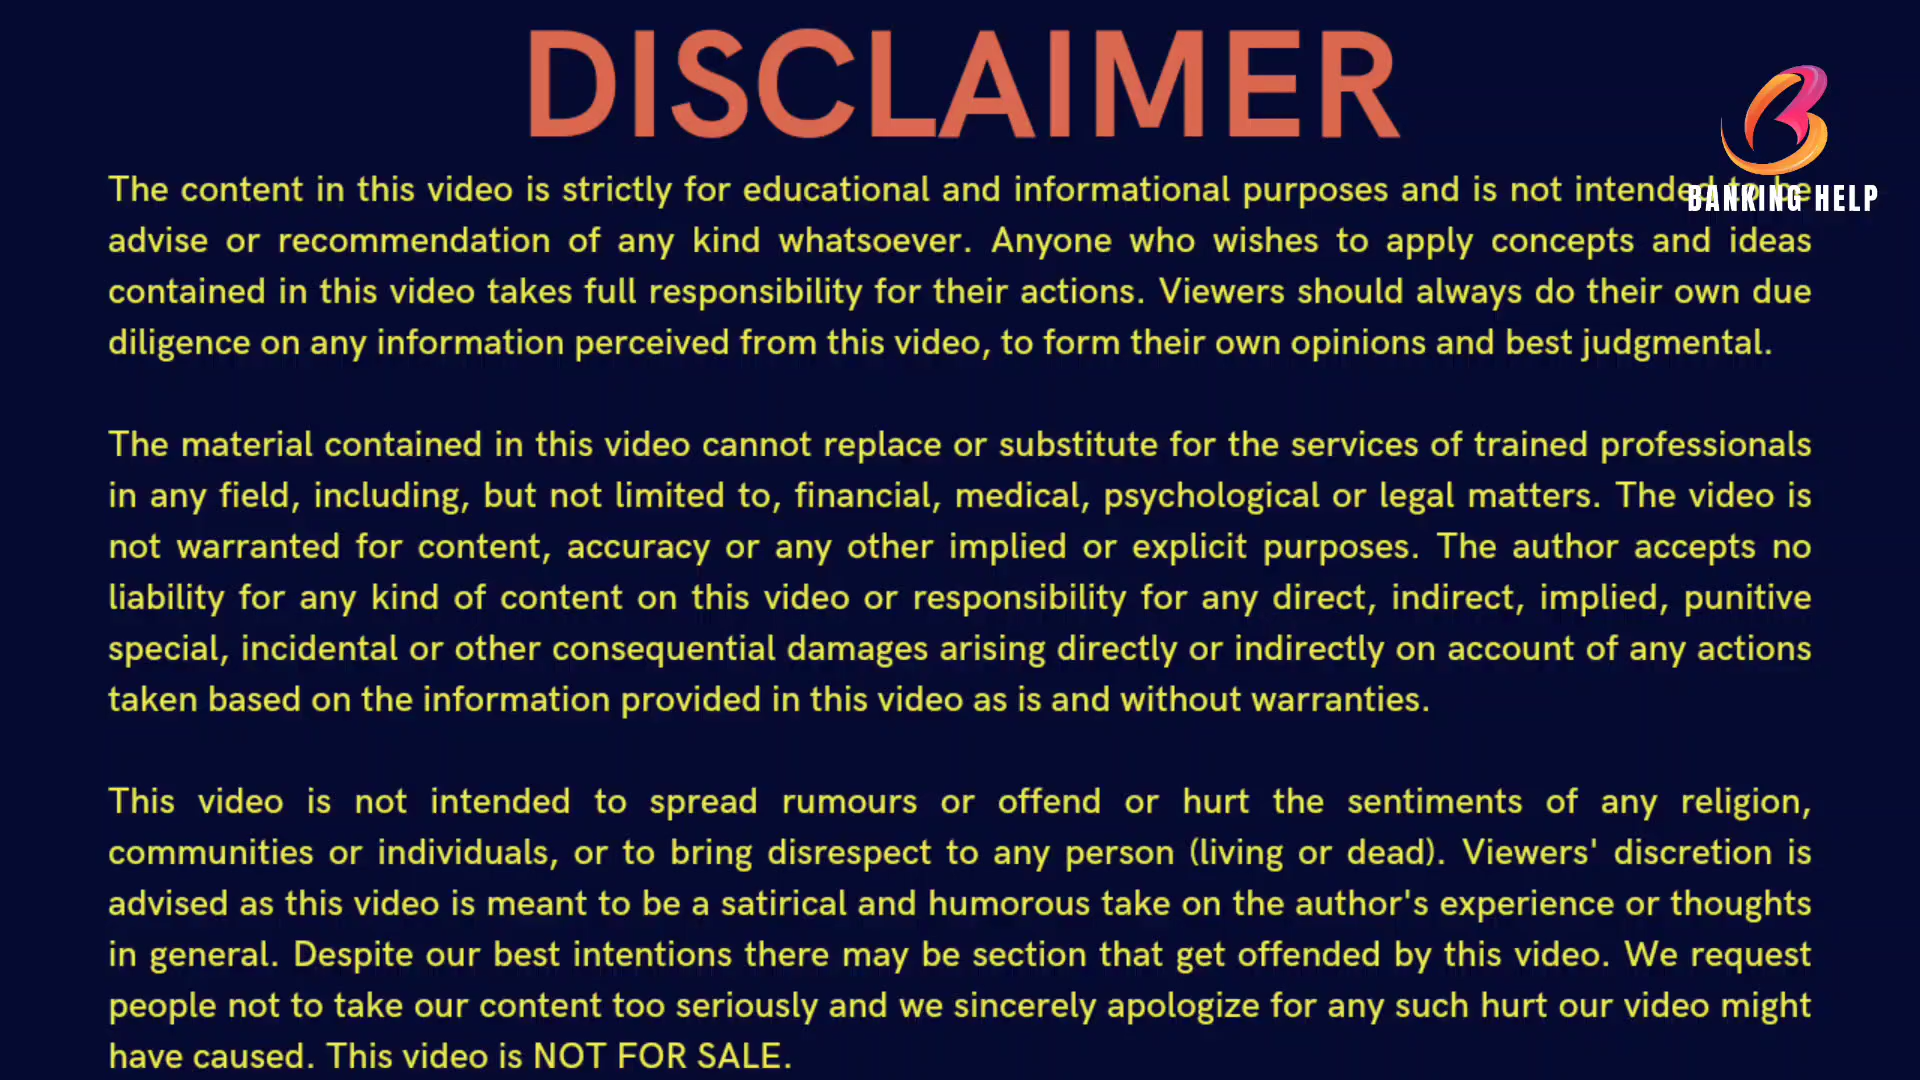 DISCLAIMER
The content in this video is strictly for educational and informational purposes and is not intended to be
BANKING HELP
advise or recommendation of any kind whatsoever. Anyone who wishes to apply concepts and ideas
contained in this video takes full responsibility for their actions. Viewers should always do their own due
diligence on any information perceived from this video, to form their own opinions and best judgmental.
The material contained in this video cannot replace or substitute for the services of trained professionals
in any field, including, but not limited to, financial, medical, psychological or legal matters. The video is
not warranted for content, accuracy or any other implied or explicit purposes. The author accepts no
liability for any kind of content on this video or responsibility for any direct, indirect, implied, punitive
special, incidental or other consequential damages arising directly or indirectly on account of any actions
taken based on the information provided in this video as is and without warranties.
This video is not intended to spread rumours or offend or hurt the sentiments of any religion,
communities or individuals, or to bring disrespect to any person (living or dead). Viewers' discretion is
advised as this video is meant to be a satirical and humorous take on the author's experience or thoughts
in general. Despite our best intentions there may be section that get offended by this video. We request
people not to take our content too seriously and we sincerely apologize for any such hurt our video might
have caused. This video is NOT FOR SALE.